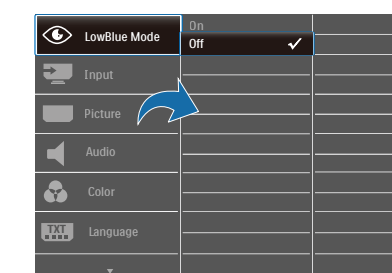 LowBlue Mode
On
Off
Input
Picture
Audio
Color
TXT
Language